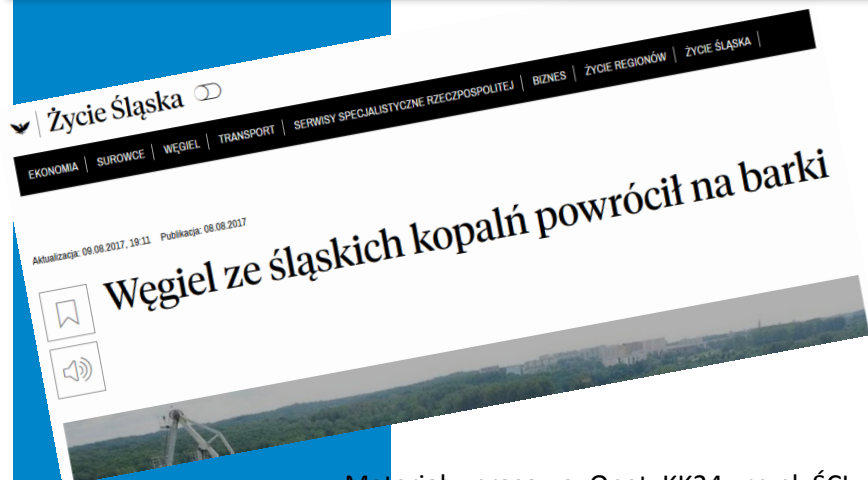 Życie Śląska
EKONOMIA | SUROWCE | WĘGIEL | TRANSPORT | SERWISY SPECJALISTYCZNE RZECZPOSPOLITEJ | BIZNES | ŻYCIE REGIONÓW | ŻYCIE ŚLĄSKA |
Aktualizacja: 09.08.2017, 19:11 Publikacja: 08.08.2017
Węgiel ze śląskich kopalń powrócił na barki